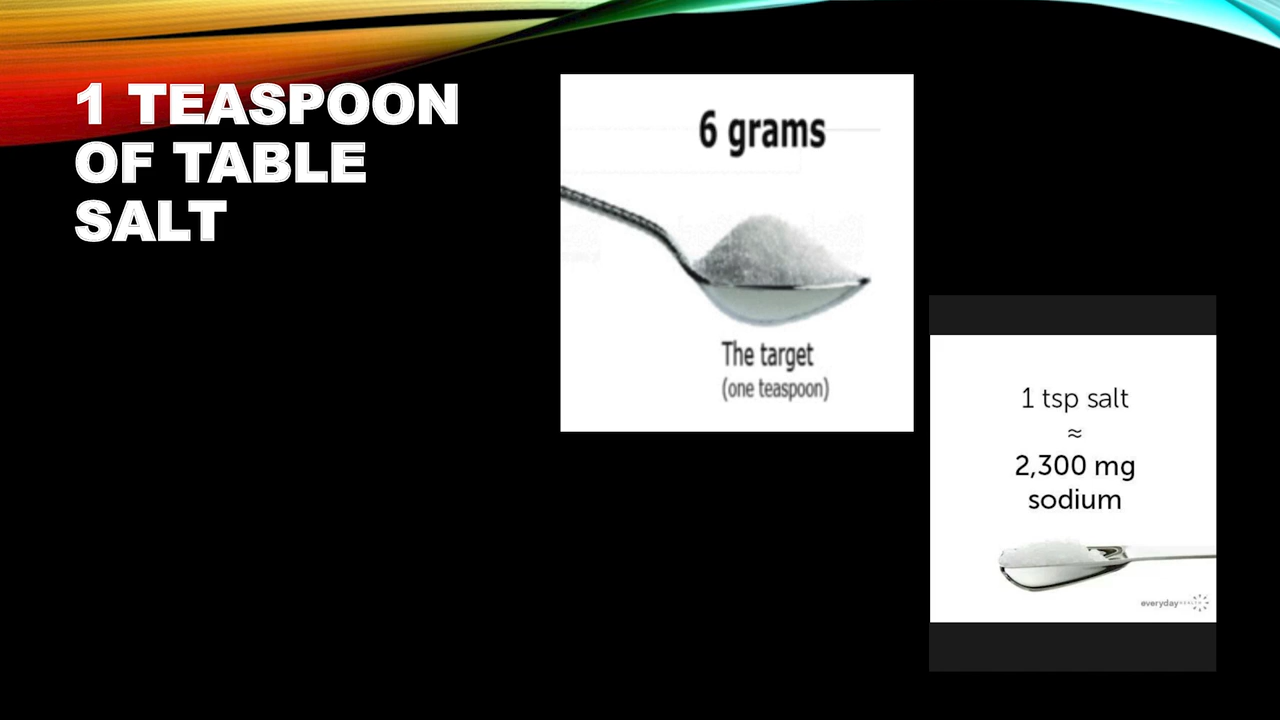 1 TEASPOON
OF TABLE
SALT
6 grams
The target
(one teaspoon)
1 tsp salt
≈
2,300 mg
sodium
everyday HEALTH